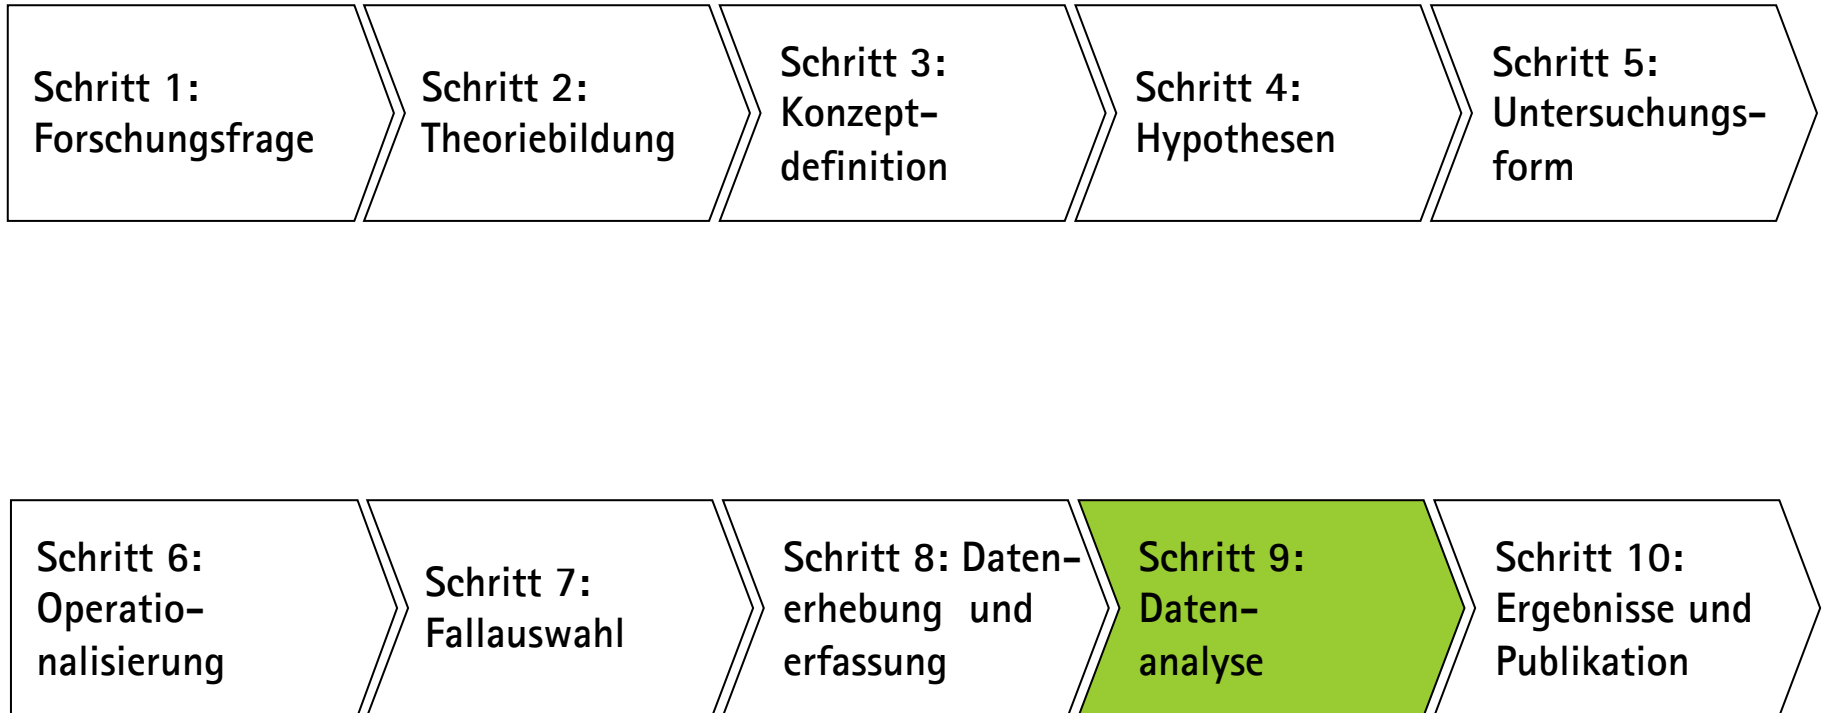 Schritt 1:
Forschungsfrage
Schritt 2:
Theoriebildung
Schritt 3:
Konzept-
definition
Schritt 4:
Hypothesen
Schritt 5:
Untersuchungs-
form
Schritt 6:
Operatio-
nalisierung
Schritt 7:
Fallauswahl
Schritt 8: Daten-
erhebung und
erfassung
Schritt 9:
Daten-
analyse
Schritt 10:
Ergebnisse und
Publikation